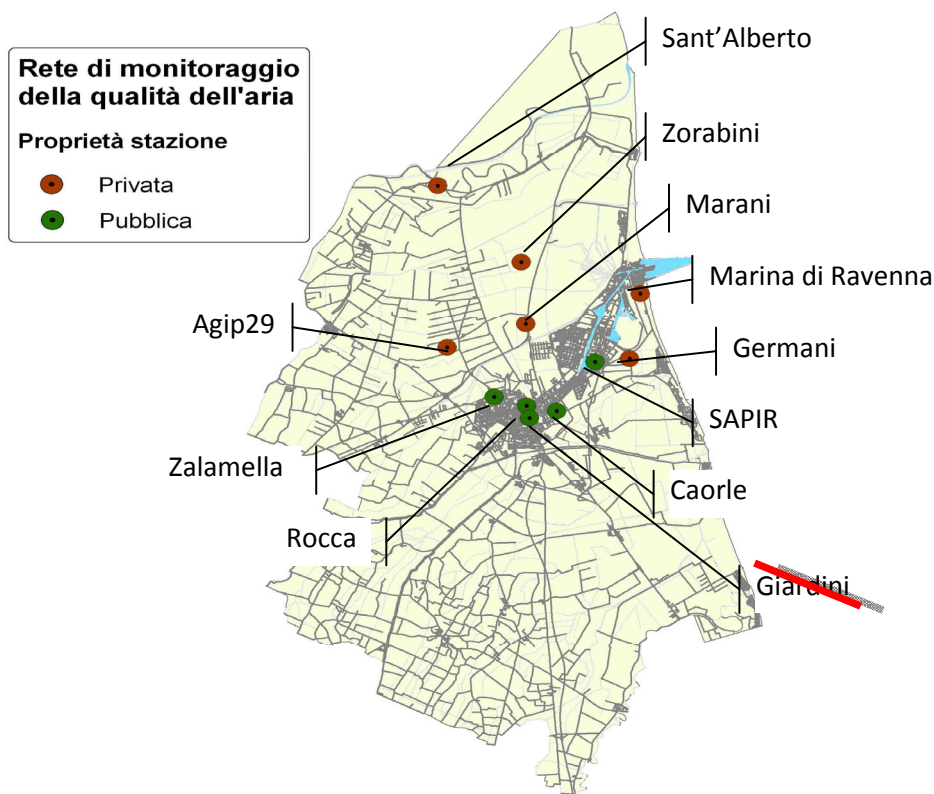 Sant'Alberto
Rete di monitoraggio
della qualità dell'aria
Proprietà stazione
Privata
Pubblica
Zorabini
Marani
Marina di Ravenna
Agip29
Germani
SAPIR
Zalamella
Caorle
Rocca
Giardini